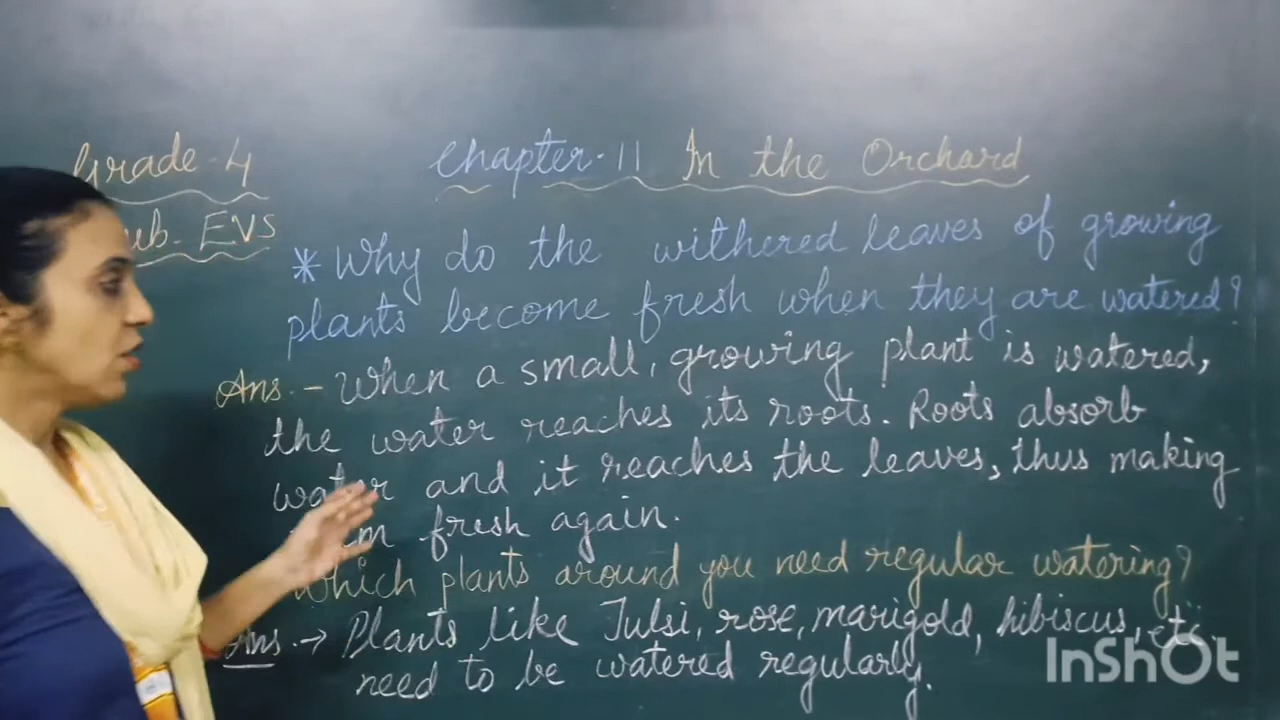 Grade-4
Chapter-11 In the Orchard
Sub- EVS
* Why do the withered leaves of growing
plants become fresh when they are watered?
Ans.- When a small, growing plant is watered,
the water reaches its roots. Roots absorb
water and it reaches the leaves, thus making
fresh again.
Which plants around you need regular watering?
Ans → Plants like Tulsi, rose, marigold, hibiscus, etc.
need to be watered regularly.
InShOt